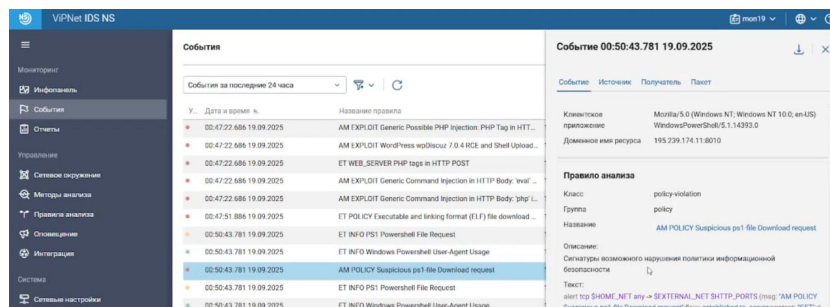 ViPNet IDS NS
mon19
Мониторинг
Инфопанель
События
Отчеты
Управление
Сетевое окружение
Методы анализа
Правила анализа
Оповещение
Интеграция
Система
Сетевые настройки
События
События за последние 24 часа
У... Дата и время Название правила
00:47:22.686 19.09.2025 AM EXPLOIT Generic Possible PHP Injection: PHP Tag in HTT...
00:47:22.686 19.09.2025 AM EXPLOIT WordPress wpDiscuz 7.0.4 RCE and Shell Upload...
00:47:22.686 19.09.2025 ET WEB_SERVER PHP tags in HTTP POST
00:47:22.686 19.09.2025 AM EXPLOIT Generic Command Injection in HTTP Body: 'eval' ...
00:47:22.686 19.09.2025 AM EXPLOIT Generic Command Injection in HTTP Body: 'php' i...
00:47:51.886 19.09.2025 ET POLICY Executable and linking format (ELF) file download ...
00:50:43.781 19.09.2025 ET INFO PS1 Powershell File Request
00:50:43.781 19.09.2025 ET INFO Windows Powershell User-Agent Usage
00:50:43.781 19.09.2025 AM POLICY Suspicious ps1-file Download request
00:50:43.781 19.09.2025 ET INFO PS1 Powershell File Request
00:50:43.781 19.09.2025 ET INFO Windows Powershell User-Agent Usage
Событие 00:50:43.781 19.09.2025
Событие Источник Получатель Пакет
Клиентское приложение Mozilla/5.0 (Windows NT; Windows NT 10.0; en-US)
WindowsPowerShell/5.1.14393.0
Доменное имя ресурса 195.239.174.11:8010
Правило анализа
Класс policy-violation
Группа policy
Название AM POLICY Suspicious ps1-file Download request
Описание:
Сигнатуры возможного нарушения политики информационной
безопасности
Текст:
alert tcp $HOME_NET any -> $EXTERNAL_NET $HTTP_PORTS (msg: "AM POLICY